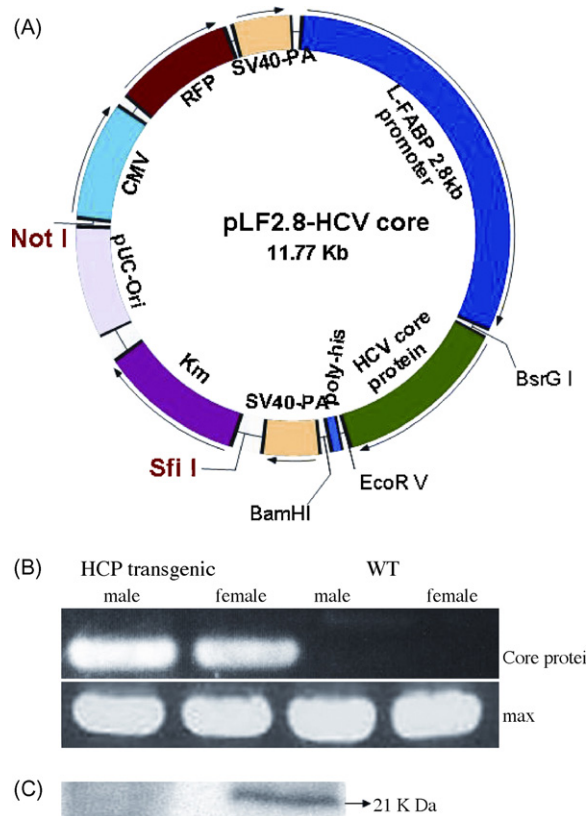 (A)
SV40-PA
RFP
L-FABP 2.8kb
promoter
CMV
pLF2.8-HCV core
11.77 Kb
Not I
pUC-Ori
HCV core
protein
BsrG I
poly-his
Km
SV40-PA
EcoR V
Sfi I
BamHI
(B)
HCP transgenic WT
male female male female
Core protei
max
(C)
21 K Da